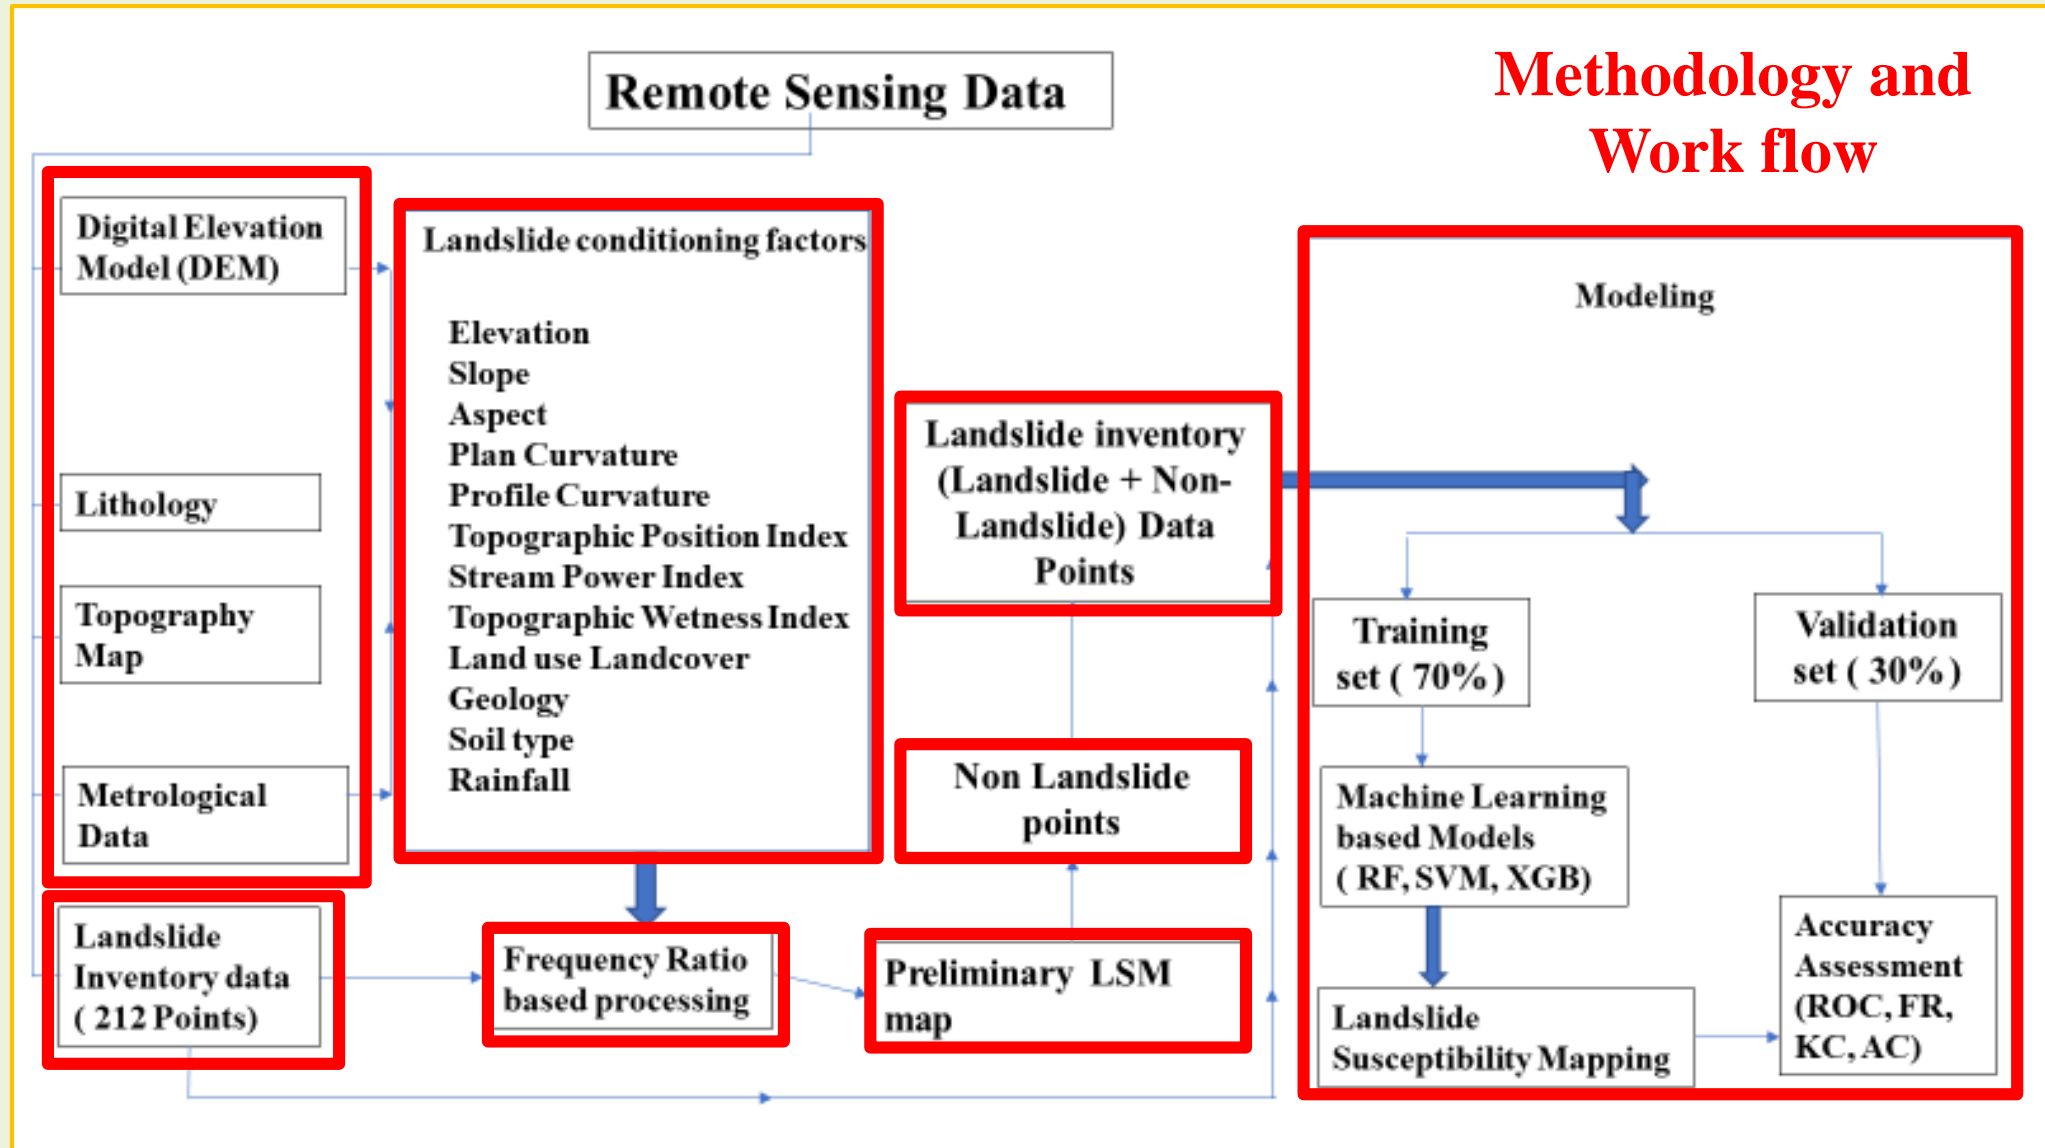 Remote Sensing Data
Methodology and
Work flow
Digital Elevation
Model (DEM)
Lithology
Topography
Map
Metrological
Data
Landslide
Inventory data
( 212 Points)
Landslide conditioning factors
Elevation
Slope
Aspect
Plan Curvature
Profile Curvature
Topographic Position Index
Stream Power Index
Topographic Wetness Index
Land use Landcover
Geology
Soil type
Rainfall
Frequency Ratio
based processing
Preliminary LSM
map
Non Landslide
points
Landslide inventory
(Landslide + Non-
Landslide) Data
Points
Modeling
Training
set ( 70%)
Validation
set ( 30%)
Machine Learning
based Models
( RF, SVM, XGB)
Landslide
Susceptibility Mapping
Accuracy
Assessment
(ROC, FR,
KC, AC)